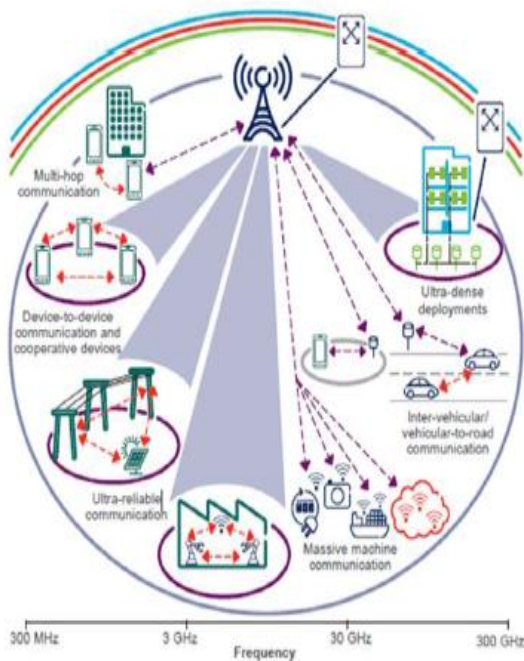 Multi-hop
communication
Ultra-dense
deployments
Device-to-device
communication and
cooperative devices
Inter-vehicular/
vehicular-to-road
communication
Ultra-reliable
communication
Massive machine
communication
300 MHz
3 GHz
30 GHz
300 GHz
Frequency